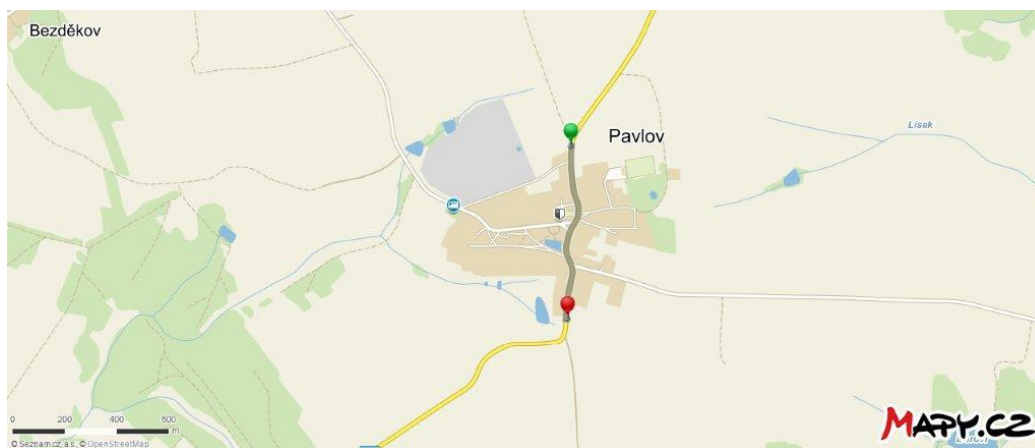 Bezděkov
Pavlov
Lísek
0 200 400 600
m
© Seznam.cz, a.s., © OpenStreetMap
MAPY.CZ